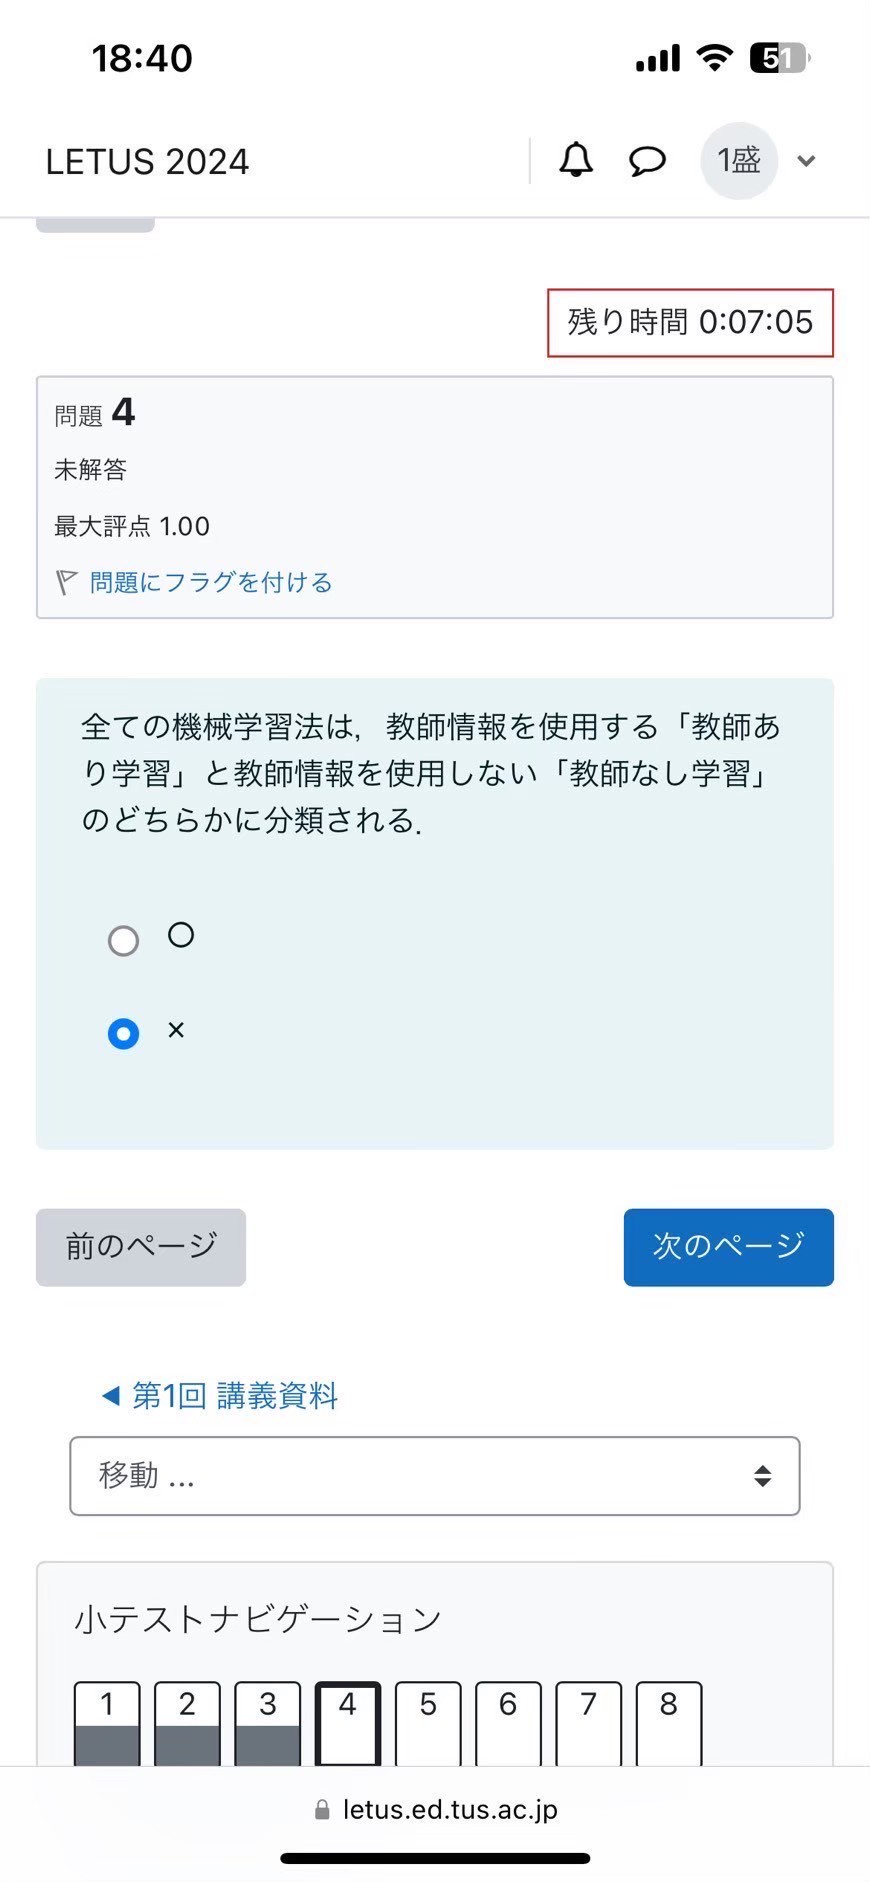 18:40
51
LETUS 2024
1盛
残り時間 0:07:05
問題 4
未解答
最大評点 1.00
問題にフラグを付ける
全ての機械学習法は，教師情報を使用する「教師あ
り学習」と教師情報を使用しない「教師なし学習」
のどちらかに分類される．
○
×
前のページ
次のページ
◀ 第1回 講義資料
移動 ...
小テストナビゲーション
1 2 3 4 5 6 7 8
letus.ed.tus.ac.jp